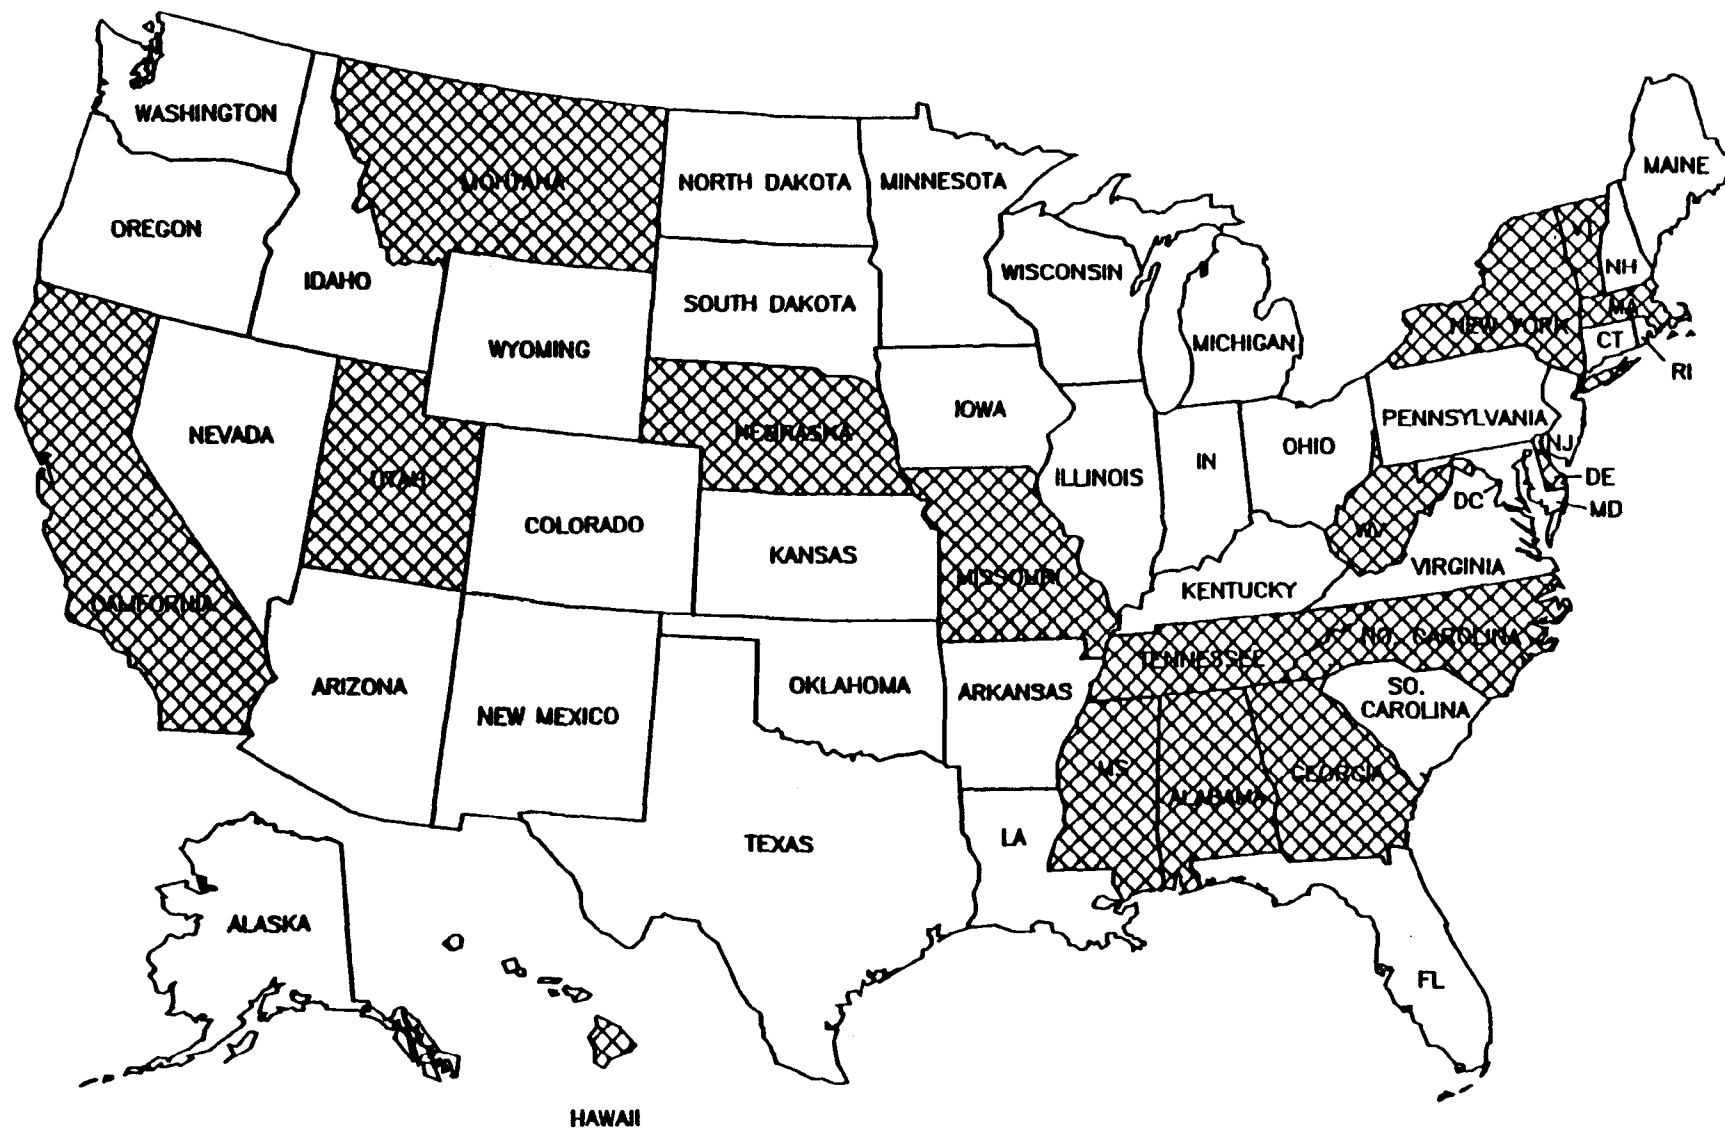 WASHINGTON
MONTANA
NORTH DAKOTA
MINNESOTA
MAINE
OREGON
VT
IDAHO
NH
WISCONSIN
SOUTH DAKOTA
MA
NEW YORK
WYOMING
MICHIGAN
CT
RI
IOWA
PENNSYLVANIA
NEVADA
NEBRASKA
OHIO
NJ
UTAH
ILLINOIS
IN
DE
DC
MD
COLORADO
WV
KANSAS
VIRGINIA
MISSOURI
KENTUCKY
CALIFORNIA
NO. CAROLINA
TENNESSEE
ARIZONA
OKLAHOMA
ARKANSAS
SO.
CAROLINA
NEW MEXICO
MS
GEORGIA
ALABAMA
TEXAS
LA
ALASKA
FL
HAWAII